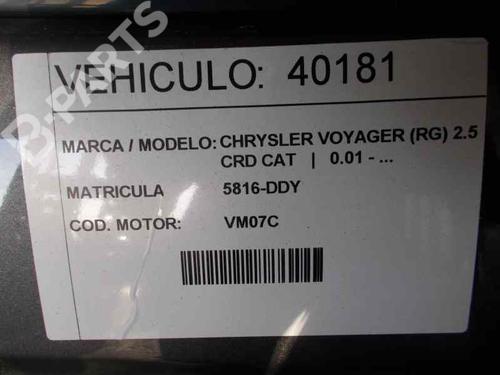 VEHICULO: 40181
MARCA / MODELO: CHRYSLER VOYAGER (RG) 2.5
CRD CAT | 0.01 - ...
MATRICULA 5816-DDY
COD. MOTOR: VM07C
B-PARTS